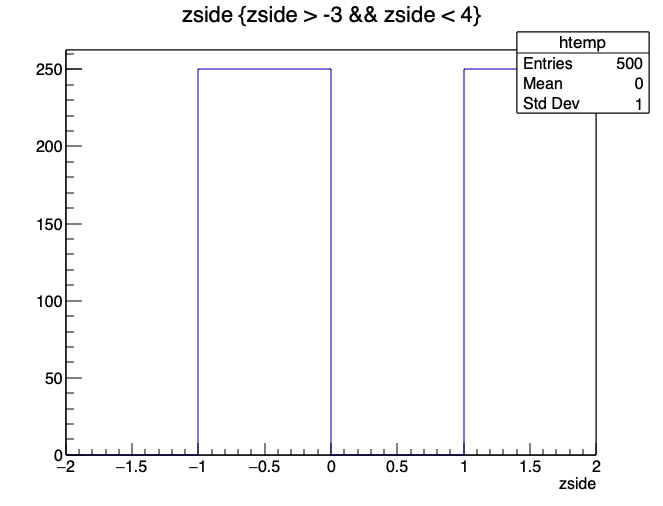 zside {zside > -3 && zside < 4}
htemp
Entries 500
Mean 0
Std Dev 1
250
200
150
100
50
0
−2 −1.5 −1 −0.5 0 0.5 1 1.5 2
zside